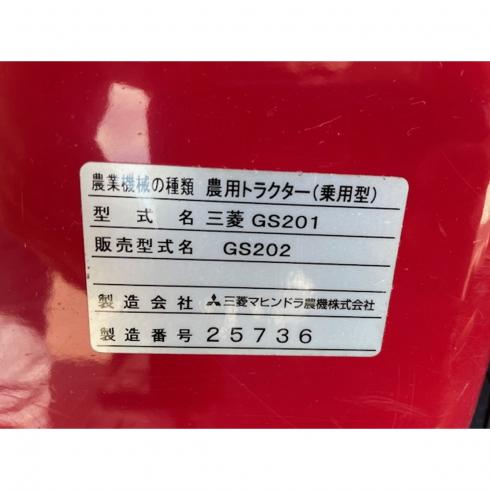 農業機械の種類 農用トラクター(乗用型)
型式名 三菱 GS201
販売型式名 GS202
製造会社 三菱マヒンドラ農機株式会社
製造番号 25736